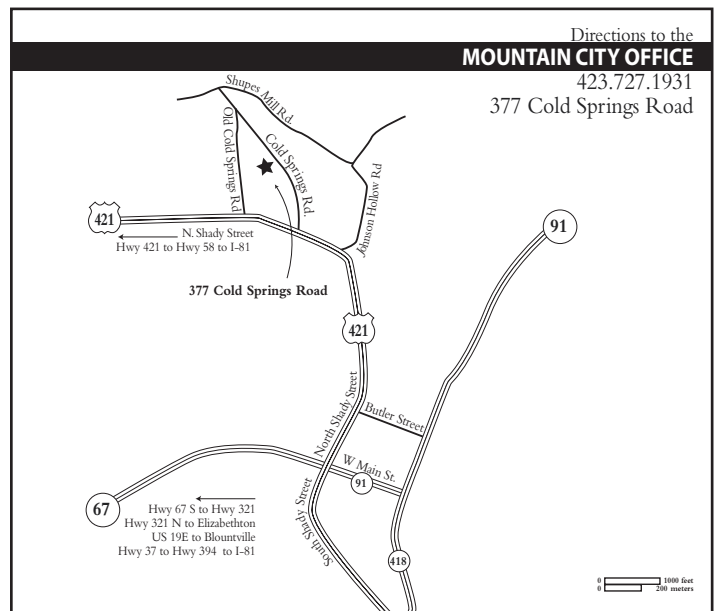 Directions to the
MOUNTAIN CITY OFFICE
423.727.1931
377 Cold Springs Road
Shupes Mill Rd.
Old Cold Springs Rd
Cold Springs Rd.
Johnson Hollow Rd
421
N. Shady Street
Hwy 421 to Hwy 58 to I-81
91
377 Cold Springs Road
421
North Shady Street
Butler Street
W Main St.
91
67
Hwy 67 S to Hwy 321
Hwy 321 N to Elizabethton
US 19E to Blountville
Hwy 37 to Hwy 394 to I-81
South Shady Street
418
0 1000 feet
0 200 meters